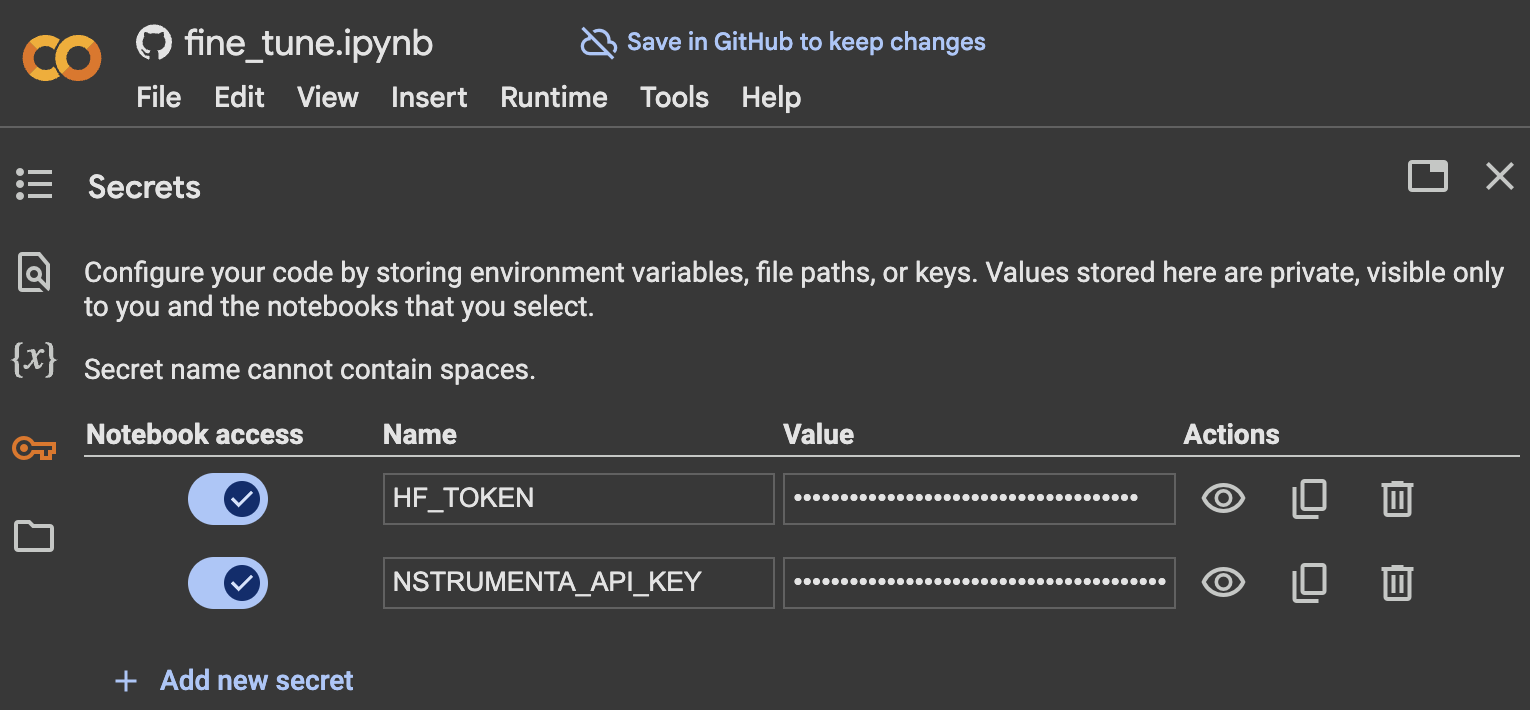 fine_tune.ipynb
Save in GitHub to keep changes
File Edit View Insert Runtime Tools Help
Secrets
Configure your code by storing environment variables, file paths, or keys. Values stored here are private, visible only
to you and the notebooks that you select.
Secret name cannot contain spaces.
Notebook access Name Value Actions
HF_TOKEN
NSTRUMENTA_API_KEY
+ Add new secret